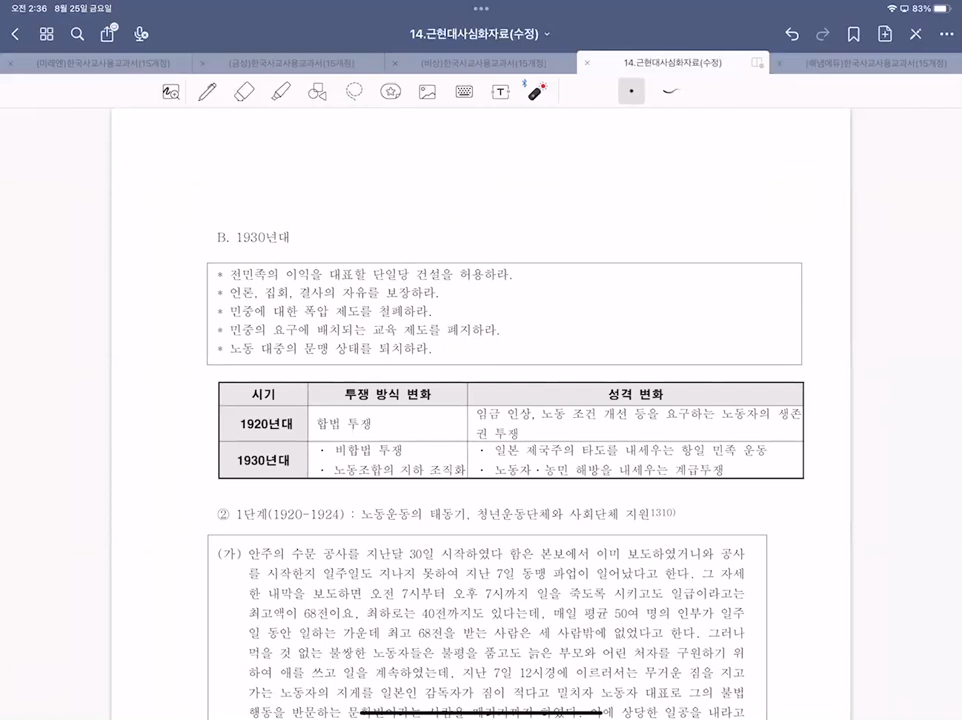 오전 2:36 8월 25일 금요일
83%
14.근현대사심화자료(수정)
(미래엔)한국사교사용교과서(15개정)
(금성)한국사교사용교과서(15개정)
(비상)한국사교사용교과서(15개정)
14.근현대사심화자료(수정)
(해냄에듀)한국사교사용교과서(15개정)
B. 1930년대
* 전민족의 이익을 대표할 단일당 건설을 허용하라.
* 언론, 집회, 결사의 자유를 보장하라.
* 민중에 대한 폭압 제도를 철폐하라.
* 민중의 요구에 배치되는 교육 제도를 폐지하라.
* 노동 대중의 문맹 상태를 퇴치하라.
시기 투쟁 방식 변화 성격 변화
1920년대 합법 투쟁 임금 인상, 노동 조건 개선 등을 요구하는 노동자의 생존
권 투쟁
1930년대 · 비합법 투쟁 · 일본 제국주의 타도를 내세우는 항일 민족 운동
· 노동조합의 지하 조직화 · 노동자·농민 해방을 내세우는 계급투쟁
② 1단계(1920-1924) : 노동운동의 태동기, 청년운동단체와 사회단체 지원1310)
(가) 안주의 수문 공사를 지난달 30일 시작하였다 함은 본보에서 이미 보도하였거니와 공사
를 시작한지 일주일도 지나지 못하여 지난 7일 동맹 파업이 일어났다고 한다. 그 자세
한 내막을 보도하면 오전 7시부터 오후 7시까지 일을 죽도록 시키고도 일급이라고는
최고액이 68전이요, 최하로는 40전까지도 있다는데, 매일 평균 50여 명의 인부가 일주
일 동안 일하는 가운데 최고 68전을 받는 사람은 세 사람밖에 없었다고 한다. 그러나
먹을 것 없는 불쌍한 노동자들은 불평을 품고도 늙은 부모와 어린 처자를 구원하기 위
하여 애를 쓰고 일을 계속하였는데, 지난 7일 12시경에 이르러서는 무거운 짐을 지고
가는 노동자의 지게를 일본인 감독자가 짐이 적다고 밀치자 노동자 대표로 그의 불법
행동을 반문하는 상당한 일공을 내라고